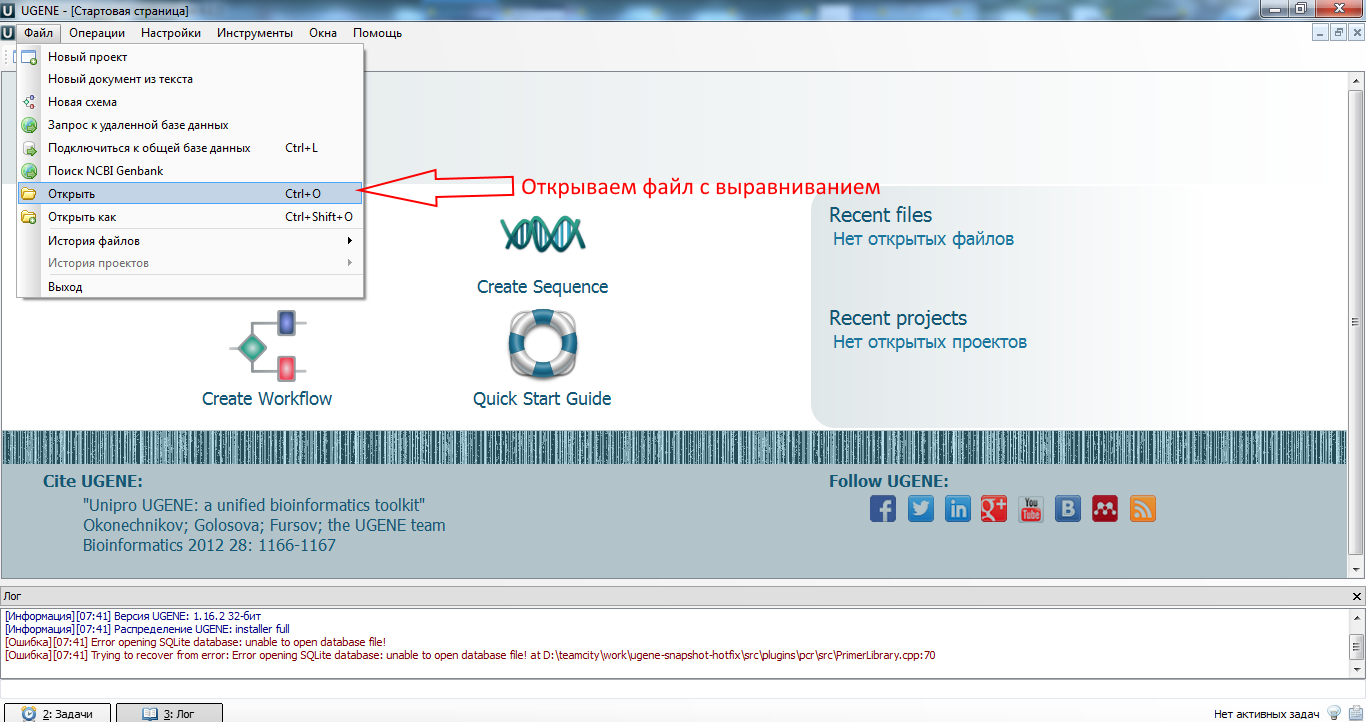 UGENE - [Стартовая страница]
Файл Операции Настройки Инструменты Окна Помощь
Новый проект
Новый документ из текста
Новая схема
Запрос к удаленной базе данных
Подключиться к общей базе данных Ctrl+L
Поиск NCBI Genbank
Открыть Ctrl+O
Открываем файл с выравниванием
Открыть как Ctrl+Shift+O
История файлов
История проектов
Выход
Create Sequence
Create Workflow
Quick Start Guide
Recent files
Нет открытых файлов
Recent projects
Нет открытых проектов
Cite UGENE:
"Unipro UGENE: a unified bioinformatics toolkit"
Okonechnikov; Golosova; Fursov; the UGENE team
Bioinformatics 2012 28: 1166-1167
Follow UGENE:
You Tube
Лог
[Информация][07:41] Версия UGENE: 1.16.2 32-бит
[Информация][07:41] Распределение UGENE: installer full
[Ошибка][07:41] Error opening SQLite database: unable to open database file!
[Ошибка][07:41] Trying to recover from error: Error opening SQLite database: unable to open database file! at D:\teamcity\work\ugene-snapshot-hotfix\src\plugins\pcr\src\PrimerLibrary.cpp:70
2: Задачи 3: Лог Нет активных задач